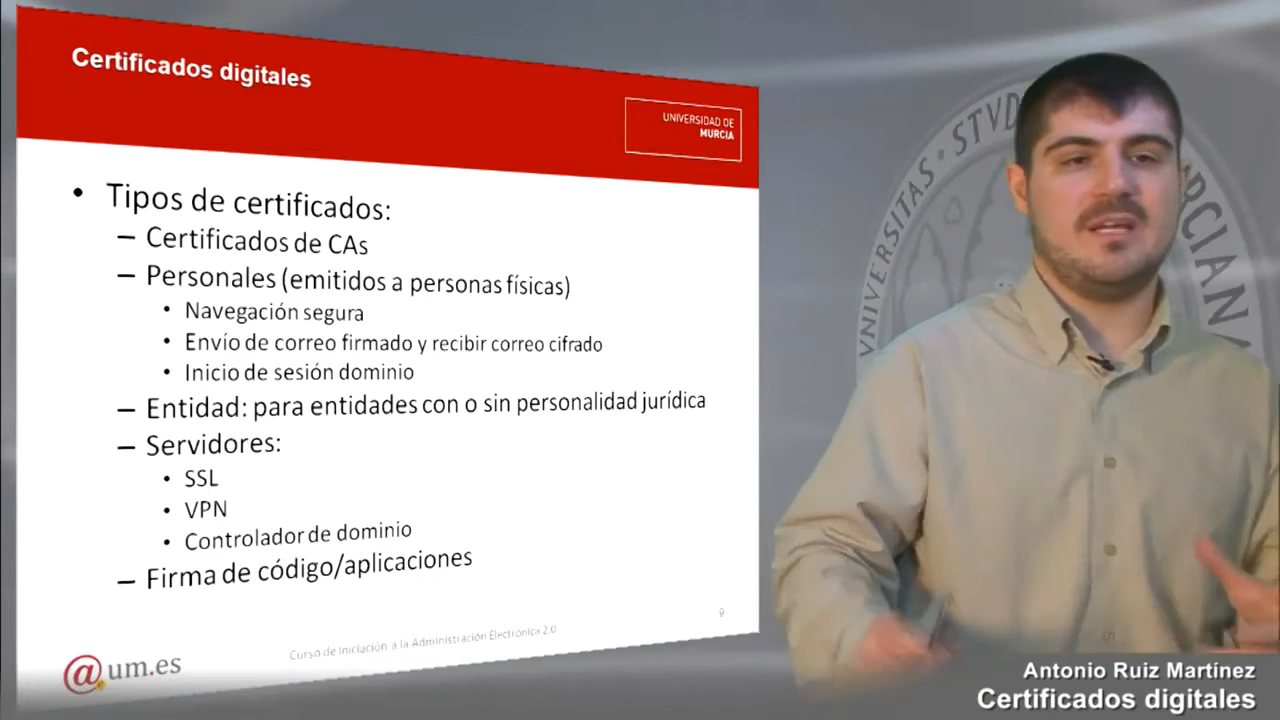 Certificados digitales
UNIVERSIDAD DE
MURCIA
• Tipos de certificados:
– Certificados de CAs
– Personales (emitidos a personas físicas)
• Navegación segura
• Envío de correo firmado y recibir correo cifrado
• Inicio de sesión dominio
– Entidad: para entidades con o sin personalidad jurídica
– Servidores:
• SSL
• VPN
• Controlador de dominio
– Firma de código/aplicaciones
9
Curso de Iniciación a la Administración Electrónica 2.0
@um.es
VNIVERSITAS • STVD
RCIANA
Antonio Ruiz Martínez
Certificados digitales